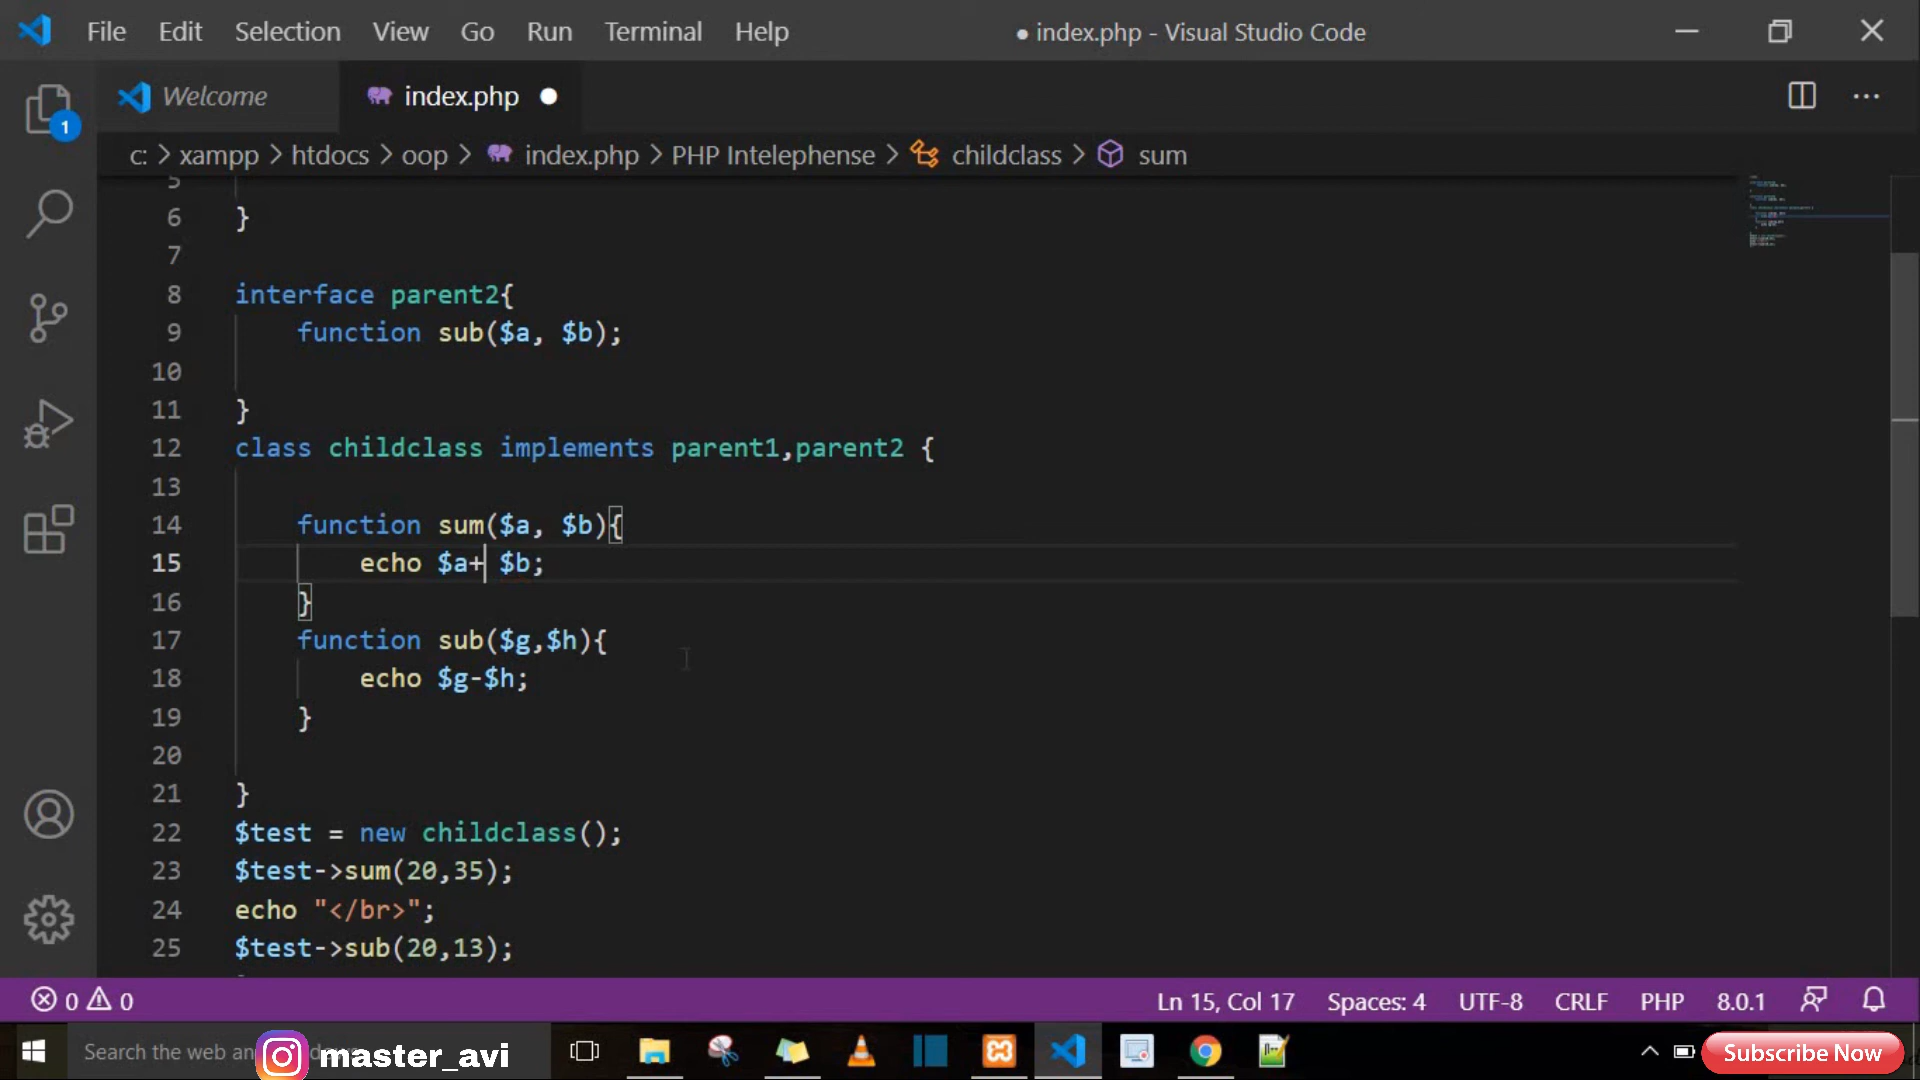 File Edit Selection View Go Run Terminal Help ● index.php - Visual Studio Code
Welcome index.php ●
1
c: > xampp > htdocs > oop > index.php > PHP Intelephense > childclass > sum
5
6 }
7
8 interface parent2{
9 function sub($a, $b);
10
11 }
12 class childclass implements parent1,parent2 {
13
14 function sum($a, $b){
15 echo $a+ $b;
16 }
17 function sub($g,$h){
18 echo $g-$h;
19 }
20
21 }
22 $test = new childclass();
23 $test->sum(20,35);
24 echo "</br>";
25 $test->sub(20,13);
0 0 Ln 15, Col 17 Spaces: 4 UTF-8 CRLF PHP 8.0.1
Search the web an master_avi Subscribe Now